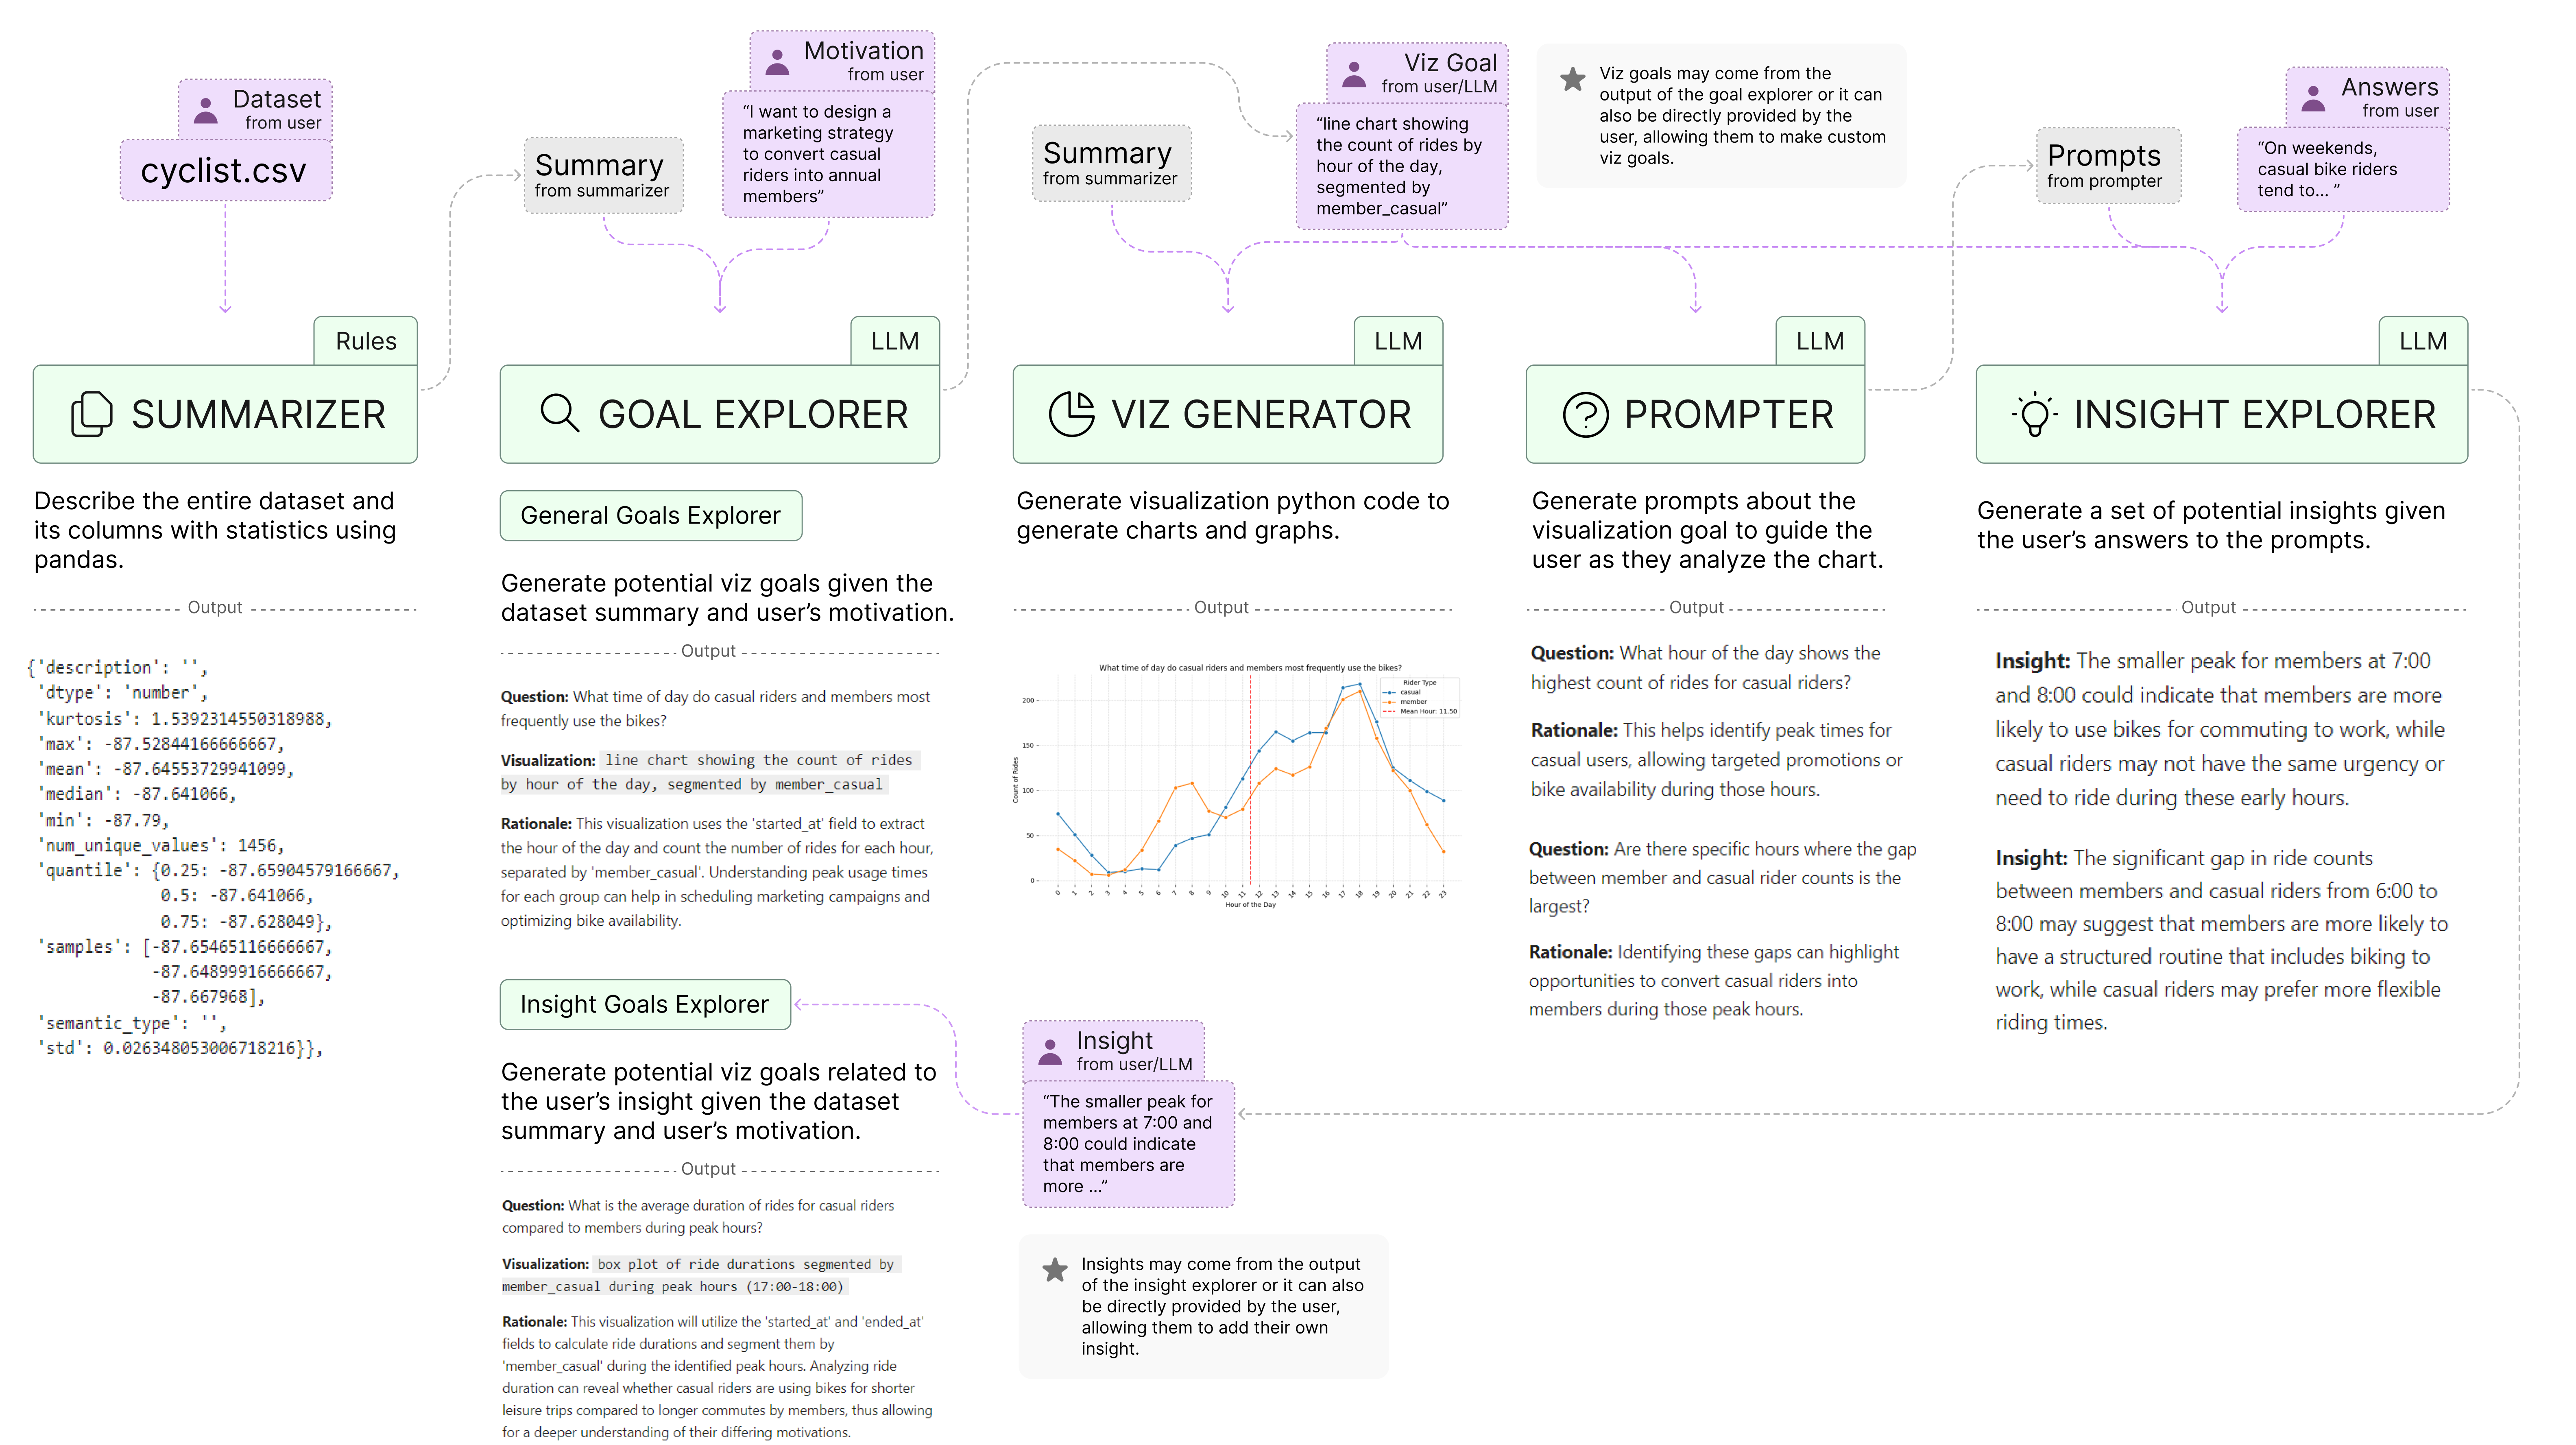 Dataset
from user
cyclist.csv
Rules
SUMMARIZER
Describe the entire dataset and
its columns with statistics using
pandas.
Output
{'description': '',
'dtype': 'number',
'kurtosis': 1.5392314550318988,
'max': -87.52844166666667,
'mean': -87.64553729941099,
'median': -87.641066,
'min': -87.79,
'num_unique_values': 1456,
'quantile': {0.25: -87.65904579166667,
0.5: -87.641066,
0.75: -87.628049},
'samples': [-87.65465116666667,
-87.64899916666667,
-87.667968],
'semantic_type': '',
'std': 0.026348053006718216}},
Summary
from summarizer
Motivation
from user
“I want to design a
marketing strategy
to convert casual
riders into annual
members”
LLM
GOAL EXPLORER
General Goals Explorer
Generate potential viz goals given the
dataset summary and user’s motivation.
Output
Question: What time of day do casual riders and members most
frequently use the bikes?
Visualization: line chart showing the count of rides
by hour of the day, segmented by member_casual
Rationale: This visualization uses the 'started_at' field to extract
the hour of the day and count the number of rides for each hour,
separated by 'member_casual'. Understanding peak usage times
for each group can help in scheduling marketing campaigns and
optimizing bike availability.
Insight Goals Explorer
Generate potential viz goals related to
the user’s insight given the dataset
summary and user’s motivation.
Output
Question: What is the average duration of rides for casual riders
compared to members during peak hours?
Visualization: box plot of ride durations segmented by
member_casual during peak hours (17:00-18:00)
Rationale: This visualization will utilize the 'started_at' and 'ended_at'
fields to calculate ride durations and segment them by
'member_casual' during the identified peak hours. Analyzing ride
duration can reveal whether casual riders are using bikes for shorter
leisure trips compared to longer commutes by members, thus allowing
for a deeper understanding of their differing motivations.
Summary
from summarizer
Viz Goal
from user/LLM
“line chart showing
the count of rides by
hour of the day,
segmented by
member_casual”
Viz goals may come from the
output of the goal explorer or it can
also be directly provided by the
user, allowing them to make custom
viz goals.
LLM
VIZ GENERATOR
Generate visualization python code to
generate charts and graphs.
Output
What time of day do casual riders and members most frequently use the bikes?
Rider Type
casual
member
Mean Hour: 11.50
Count of Rides
200
150
100
50
0
0 1 2 3 4 5 6 7 8 9 10 11 12 13 14 15 16 17 18 19 20 21 22 23
Hour of the Day
Insight
from user/LLM
“The smaller peak for
members at 7:00 and
8:00 could indicate
that members are
more ...”
Insights may come from the output
of the insight explorer or it can also
be directly provided by the user,
allowing them to add their own
insight.
LLM
PROMPTER
Generate prompts about the
visualization goal to guide the
user as they analyze the chart.
Output
Question: What hour of the day shows the
highest count of rides for casual riders?
Rationale: This helps identify peak times for
casual users, allowing targeted promotions or
bike availability during those hours.
Question: Are there specific hours where the gap
between member and casual rider counts is the
largest?
Rationale: Identifying these gaps can highlight
opportunities to convert casual riders into
members during those peak hours.
Prompts
from prompter
Answers
from user
“On weekends,
casual bike riders
tend to... ”
LLM
INSIGHT EXPLORER
Generate a set of potential insights given
the user’s answers to the prompts.
Output
Insight: The smaller peak for members at 7:00
and 8:00 could indicate that members are more
likely to use bikes for commuting to work, while
casual riders may not have the same urgency or
need to ride during these early hours.
Insight: The significant gap in ride counts
between members and casual riders from 6:00 to
8:00 may suggest that members are more likely to
have a structured routine that includes biking to
work, while casual riders may prefer more flexible
riding times.